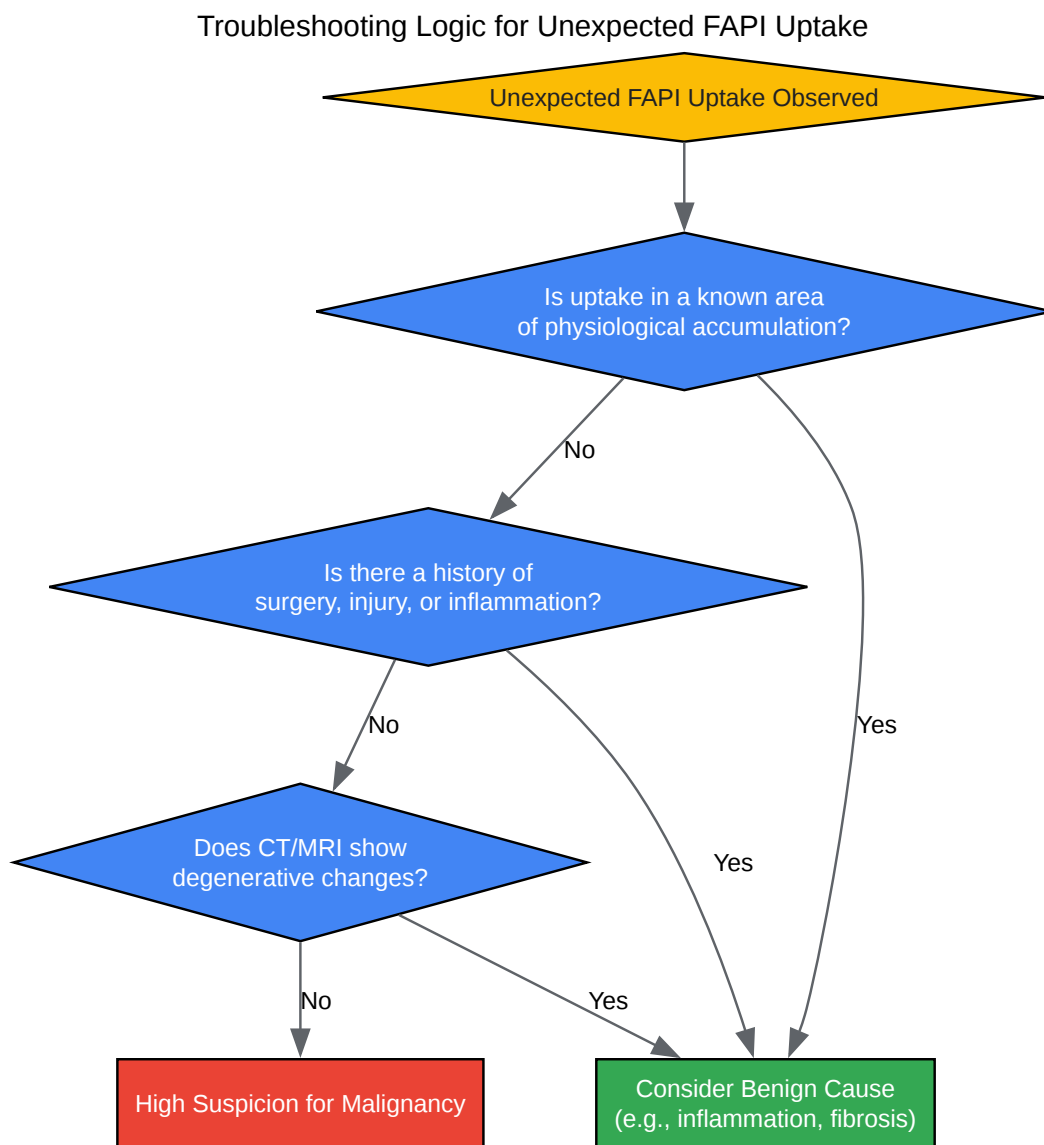 Troubleshooting Logic for Unexpected FAPI Uptake
Unexpected FAPI Uptake Observed
Is uptake in a known area
of physiological accumulation?
No
Is there a history of
surgery, injury, or inflammation?
No
Yes
Does CT/MRI show
degenerative changes?
Yes
No
Yes
High Suspicion for Malignancy
Consider Benign Cause
(e.g., inflammation, fibrosis)